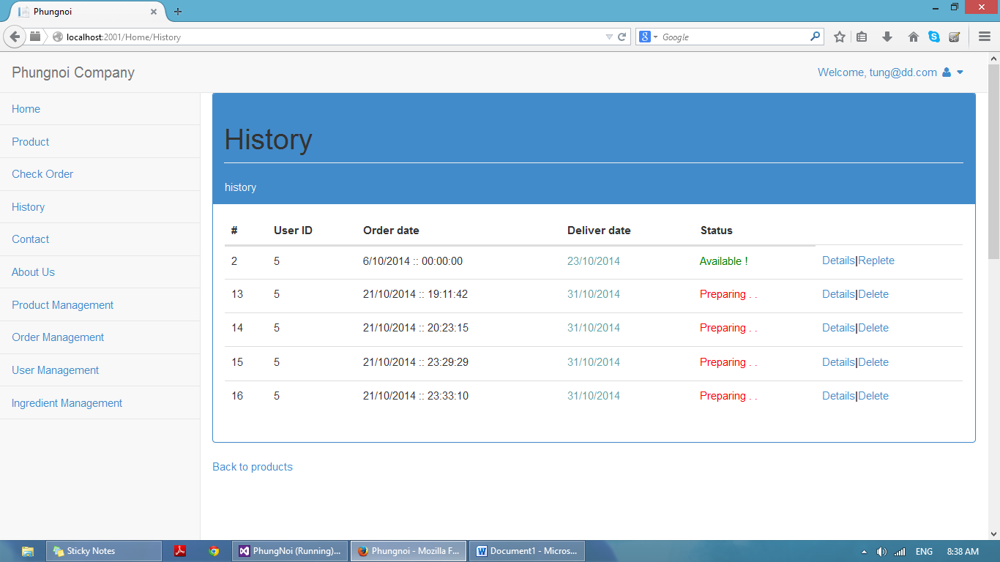 Phungnoi
localhost:2001/Home/History
Google
Phungnoi Company
Welcome, tung@dd.com
Home
Product
Check Order
History
Contact
About Us
Product Management
Order Management
User Management
Ingredient Management
History
history
# User ID Order date Deliver date Status
2 5 6/10/2014 :: 00:00:00 23/10/2014 Available ! Details|Replete
13 5 21/10/2014 :: 19:11:42 31/10/2014 Preparing . . Details|Delete
14 5 21/10/2014 :: 20:23:15 31/10/2014 Preparing . . Details|Delete
15 5 21/10/2014 :: 23:29:29 31/10/2014 Preparing . . Details|Delete
16 5 21/10/2014 :: 23:33:10 31/10/2014 Preparing . . Details|Delete
Back to products
Sticky Notes PhungNoi (Running)... Phungnoi - Mozilla F... Document1 - Micros... ENG 8:38 AM